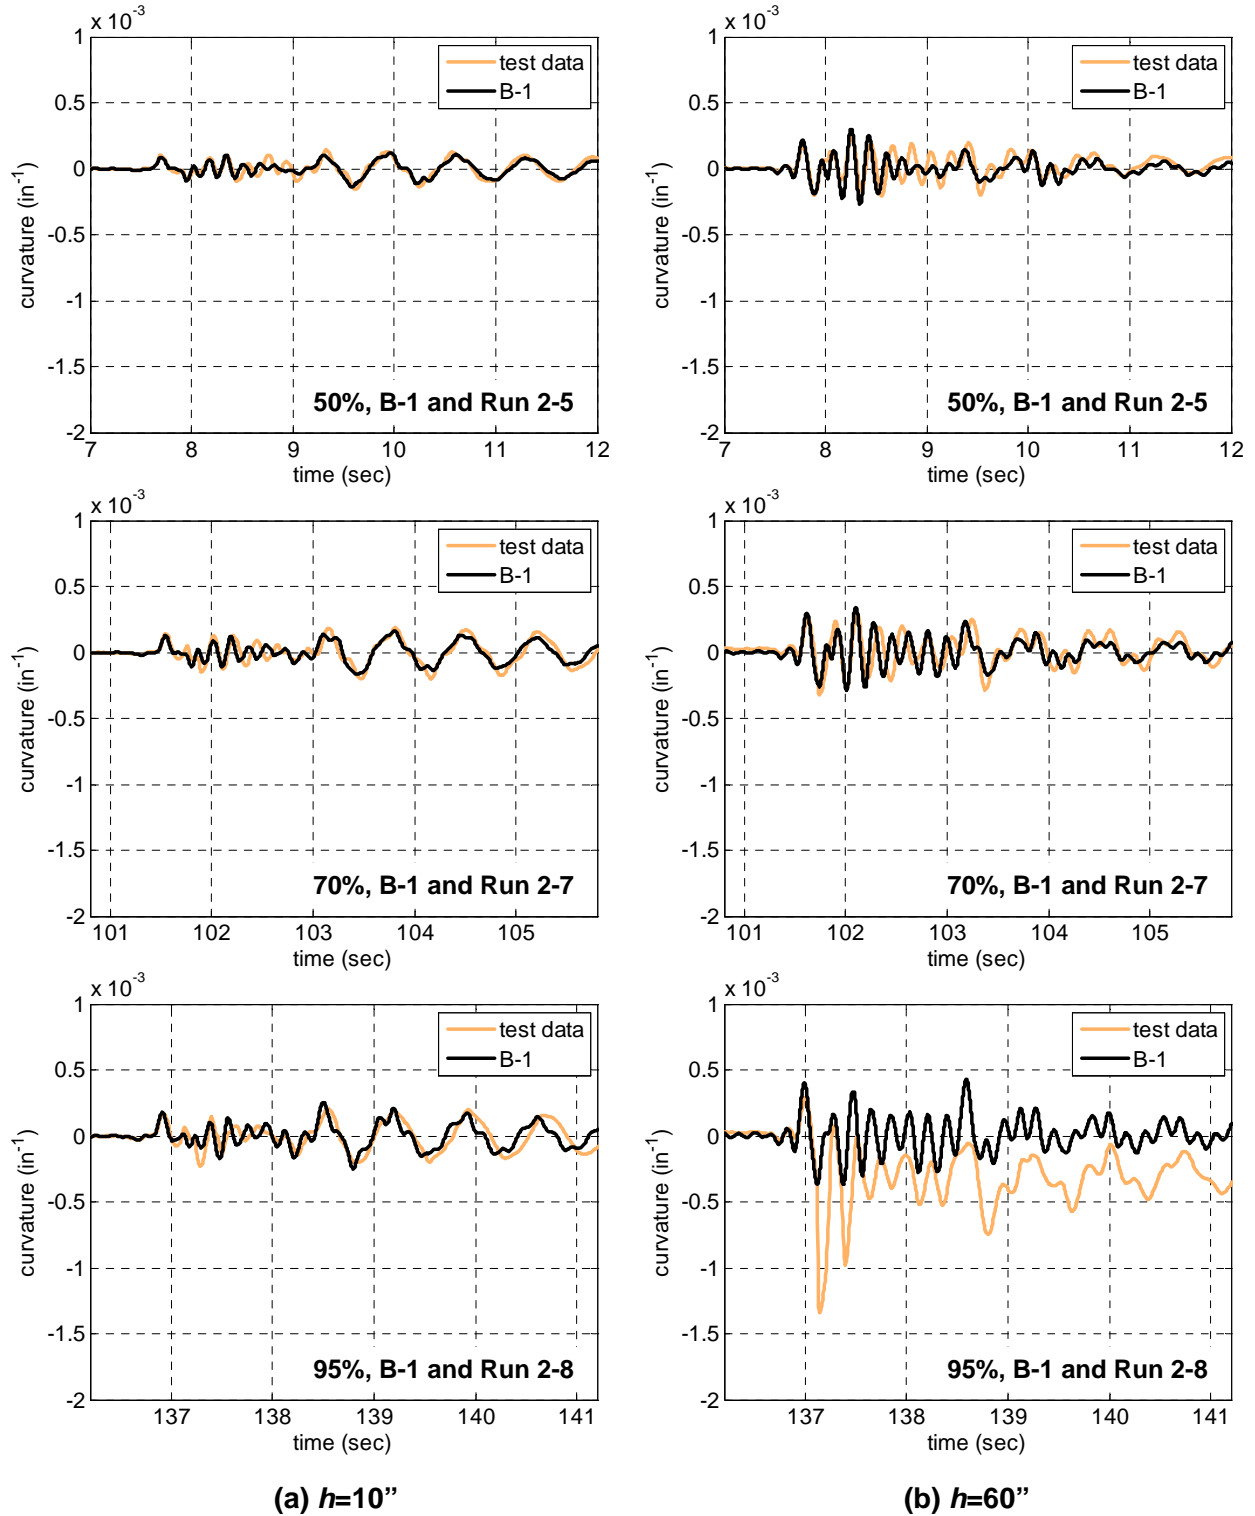 x 10-3
1
0.5
0
-0.5
-1
-1.5
-2
curvature (in-1)
test data
B-1
50%, B-1 and Run 2-5
7 8 9 10 11 12
time (sec)
x 10-3
1
0.5
0
-0.5
-1
-1.5
-2
curvature (in-1)
test data
B-1
50%, B-1 and Run 2-5
7 8 9 10 11 12
time (sec)
x 10-3
1
0.5
0
-0.5
-1
-1.5
-2
curvature (in-1)
test data
B-1
70%, B-1 and Run 2-7
101 102 103 104 105
time (sec)
x 10-3
1
0.5
0
-0.5
-1
-1.5
-2
curvature (in-1)
test data
B-1
70%, B-1 and Run 2-7
101 102 103 104 105
time (sec)
x 10-3
1
0.5
0
-0.5
-1
-1.5
-2
curvature (in-1)
test data
B-1
95%, B-1 and Run 2-8
137 138 139 140 141
time (sec)
x 10-3
1
0.5
0
-0.5
-1
-1.5
-2
curvature (in-1)
test data
B-1
95%, B-1 and Run 2-8
137 138 139 140 141
time (sec)
(a) h=10”
(b) h=60”